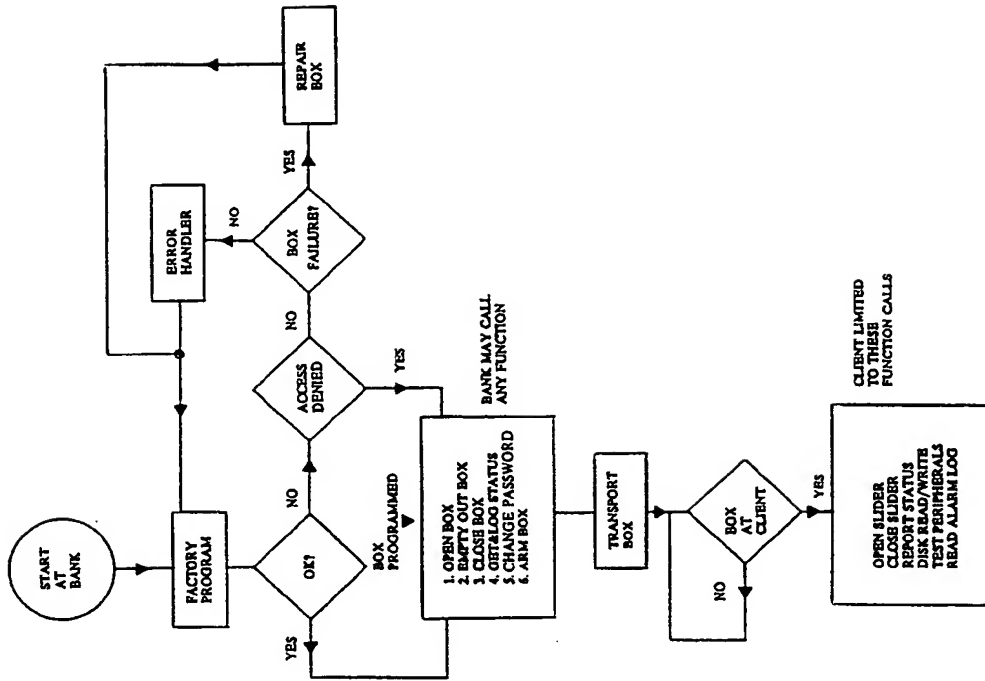 START
AT
BANK
FACTORY
PROGRAM
ERROR
HANDLER
REPAIR
BOX
OK?
YES
NO
ACCESS
DENIED
NO
YES
BOX
FAILURE?
NO
YES
BOX
PROGRAMMED
BANK MAY CALL
ANY FUNCTION
1. OPEN BOX
2. EMPTY OUT BOX
3. CLOSE BOX
4. GET&LOG STATUS
5. CHANGE PASSWORD
6. ARM BOX
TRANSPORT
BOX
BOX
AT
CLIENT
NO
YES
CLIENT LIMITED
TO THESE
FUNCTION CALLS
OPEN SLIDER
CLOSE SLIDER
REPORT STATUS
DISK READ/WRITE
TEST PERIPHERALS
READ ALARM LOG